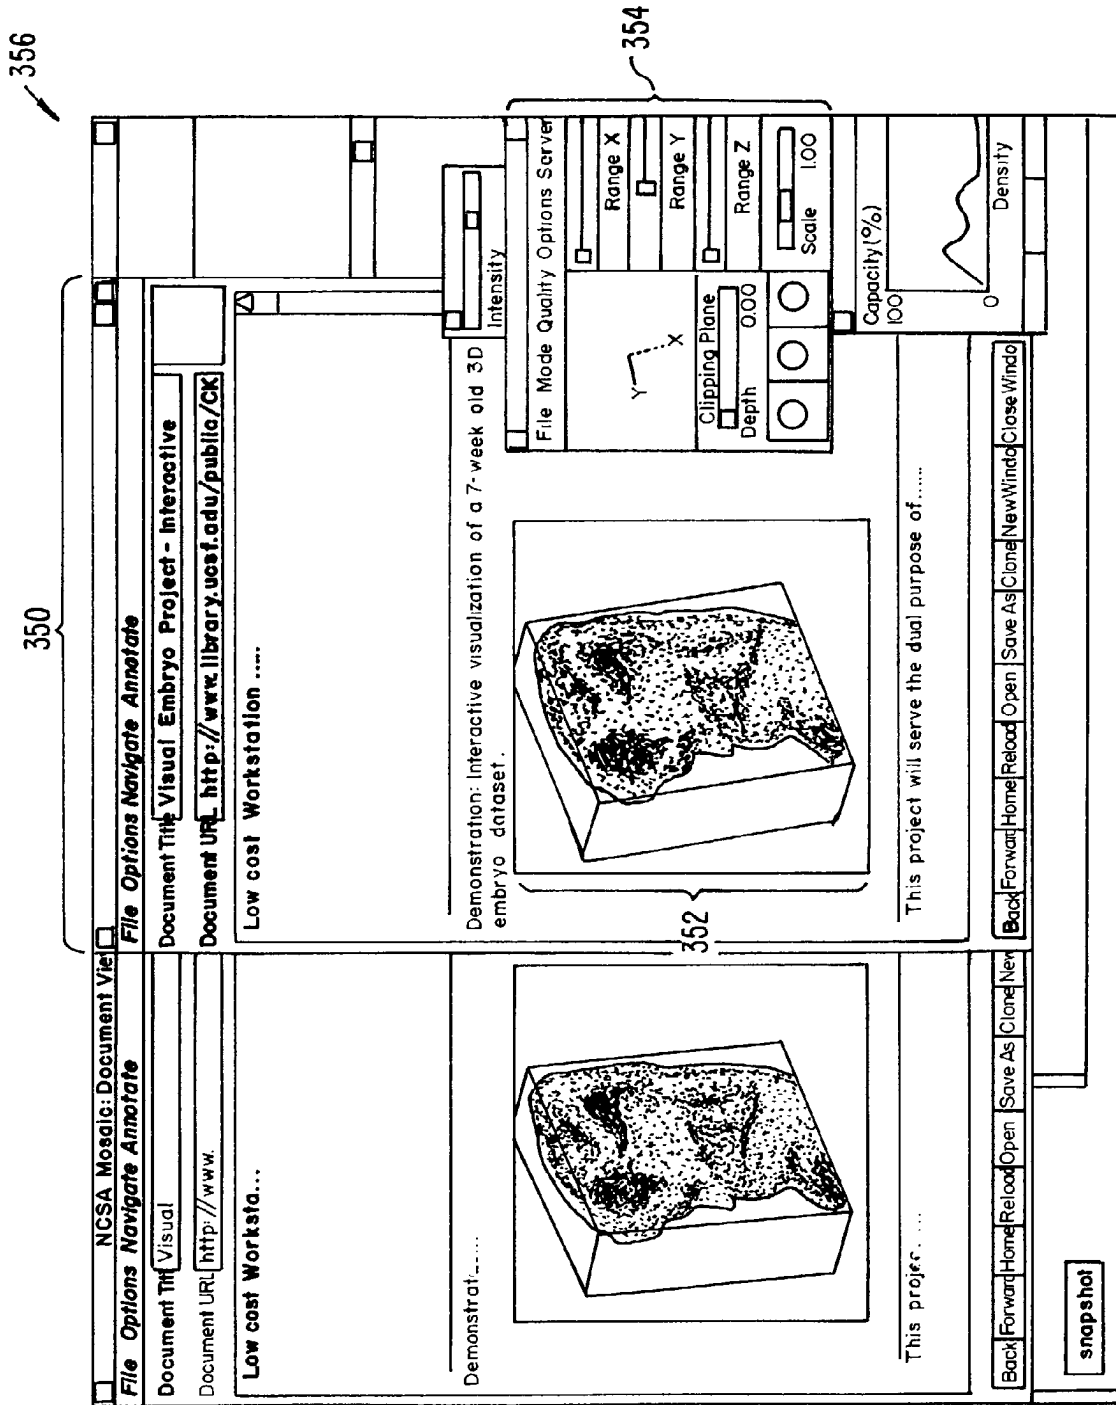 356
350
NCSA Mosaic: Document Vie
File Options Navigate Annotate
Document Titl Visual
Document URL http://www.
Low cost Worksta...
Demonstrat......
This projec.....
Back Forward Home Reload Open Save As Clone New
snapshot
File Options Navigate Annotate
Document Title Visual Embryo Project - Interactive
Document URL http://www.library.ucsf.adu/public/CK
Low cost Workstation .....
Demonstration: Interactive visualization of a 7-week old 3D
embryo dataset.
352
This project will serve the dual purpose of......
Back Forward Home Reload Open Save As Clone NewWindo Close Windo
Intensity
354
File Mode Quality Options Server
Y
X
Range X
Range Y
Range Z
Clipping Plane
Depth 0.00
Scale 1.00
Capacity (%)
100
0
Density